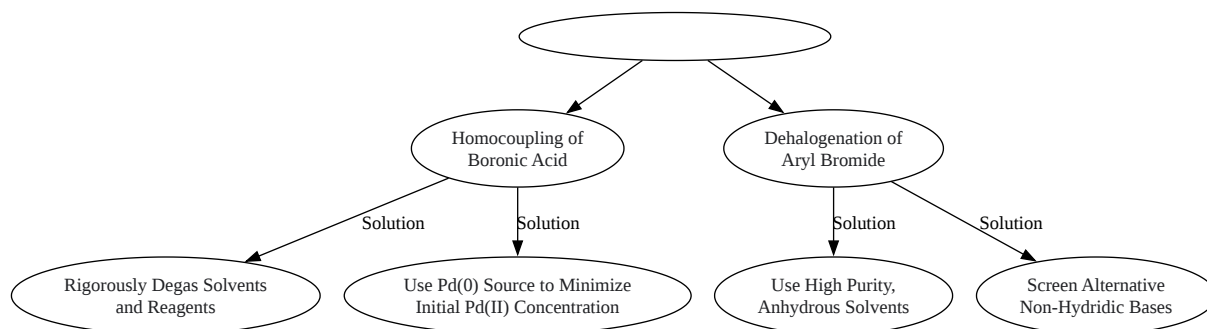 Homocoupling of
Boronic Acid
Dehalogenation of
Aryl Bromide
Solution
Solution
Solution
Solution
Rigorously Degas Solvents
and Reagents
Use Pd(0) Source to Minimize
Initial Pd(II) Concentration
Use High Purity,
Anhydrous Solvents
Screen Alternative
Non-Hydridic Bases